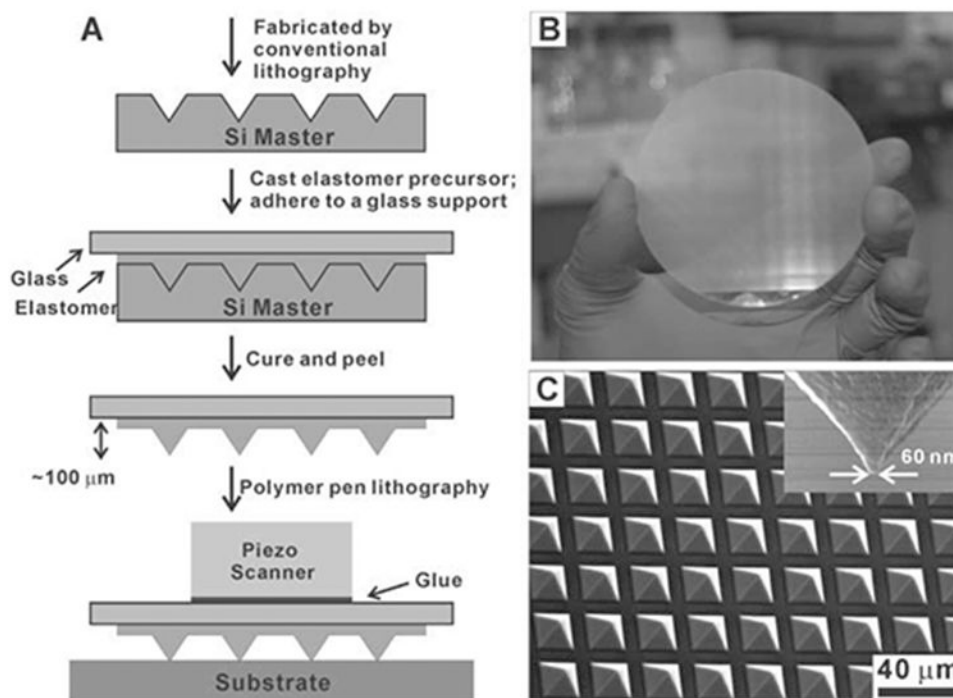 A
Fabricated by
conventional
lithography
Si Master
Cast elastomer precursor;
adhere to a glass support
Glass
Elastomer
Si Master
Cure and peel
~100 μm
Polymer pen lithography
Piezo
Scanner
Glue
Substrate
B
C
60 nm
40 μm